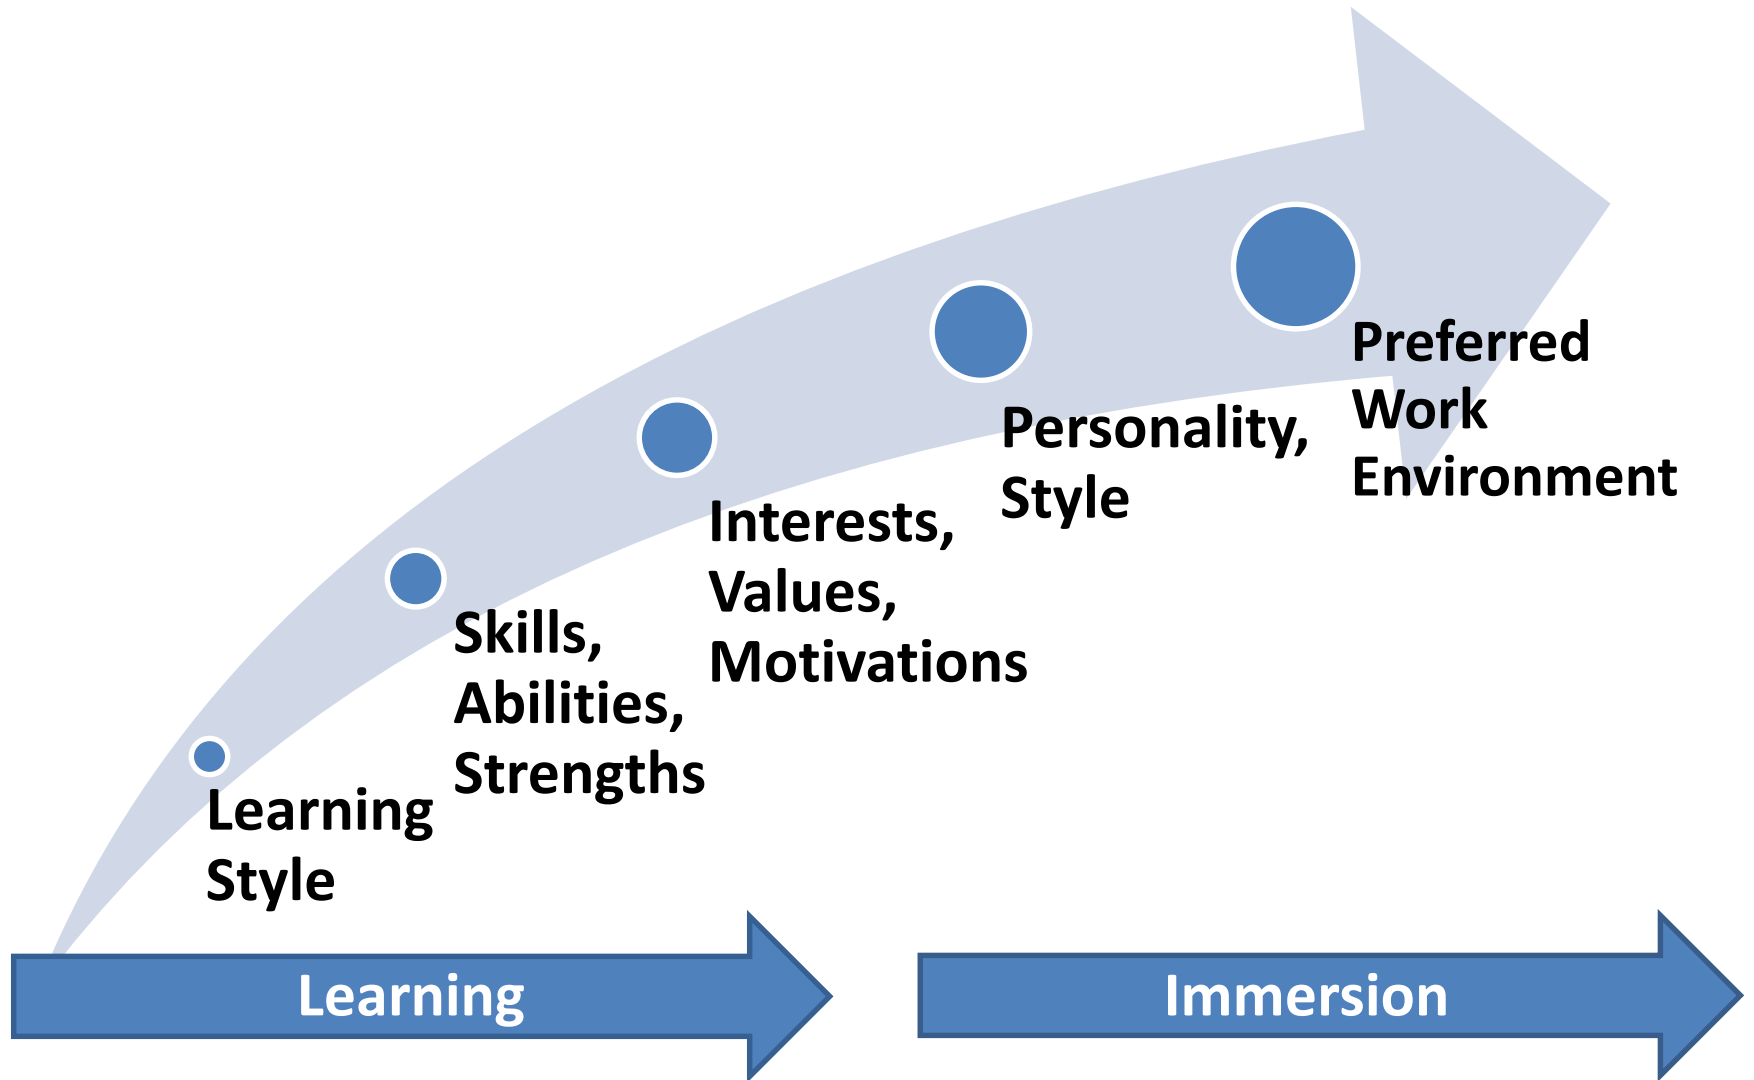 Learning
Style
Skills,
Abilities,
Strengths
Interests,
Values,
Motivations
Personality,
Style
Preferred
Work
Environment
Learning
Immersion